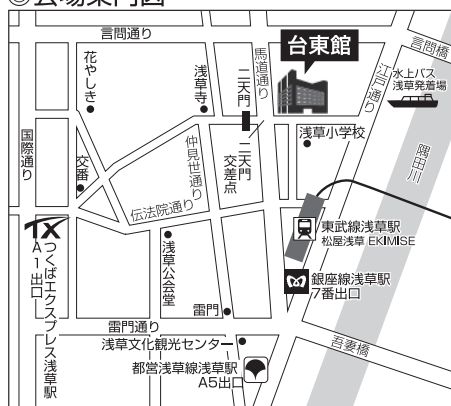 ◎会場案内図
言問通り
言問橋
花やしき
浅草寺
二天門
馬道通り
台東館
江戸通り
水上バス
浅草発着場
国際通り
交番
仲見世通り
二天門
交差点
浅草小学校
隅田川
伝法院通り
東武線浅草駅
松屋浅草 EKIMISE
TX
つくばエクスプレス浅草駅
A1出口
浅草公会堂
銀座線浅草駅
7番出口
雷門
雷門通り
浅草文化観光センター
吾妻橋
都営浅草線浅草駅
A5出口